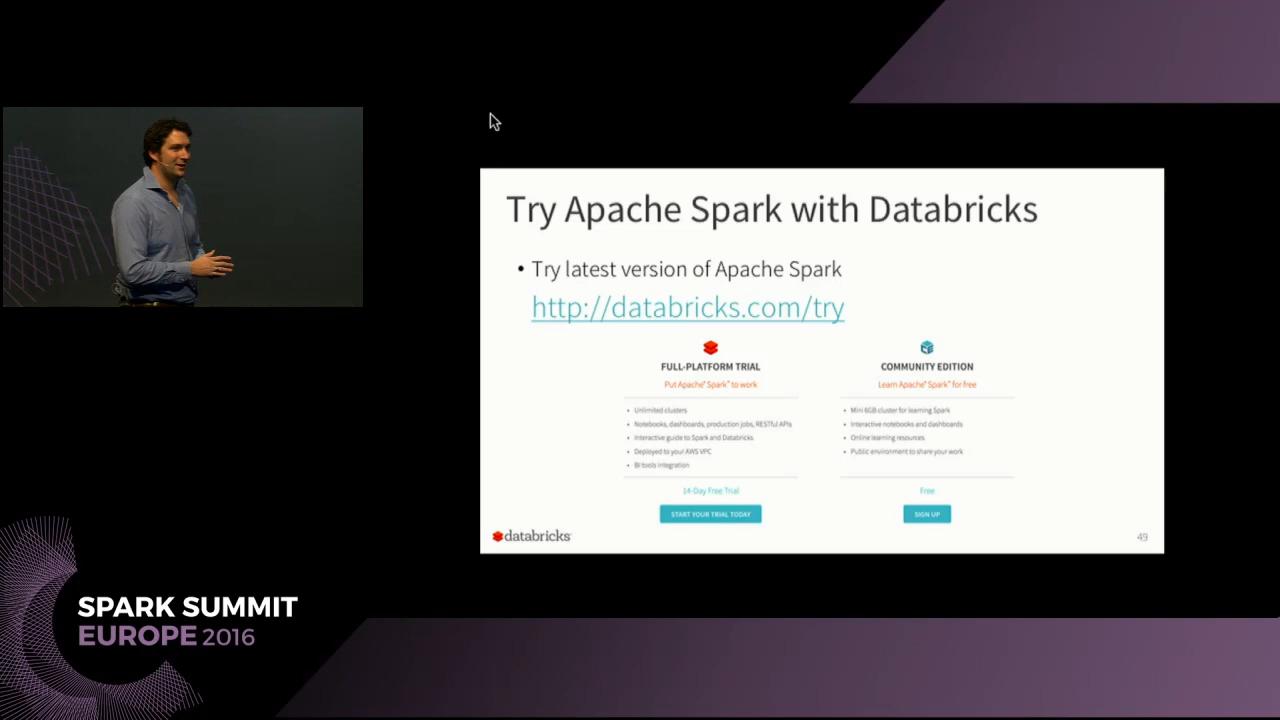 Try Apache Spark with Databricks
• Try latest version of Apache Spark
http://databricks.com/try
FULL-PLATFORM TRIAL
Put Apache® Spark™ to work
• Unlimited clusters
• Notebooks, dashboards, production jobs, RESTful APIs
• Interactive guide to Spark and Databricks
• Deployed to your AWS VPC
• BI tools integration
14-Day Free Trial
START YOUR TRIAL TODAY
COMMUNITY EDITION
Learn Apache® Spark™ for free
• Mini 6GB cluster for learning Spark
• Interactive notebooks and dashboards
• Online learning resources
• Public environment to share your work
Free
SIGN UP
databricks
49
SPARK SUMMIT
EUROPE 2016